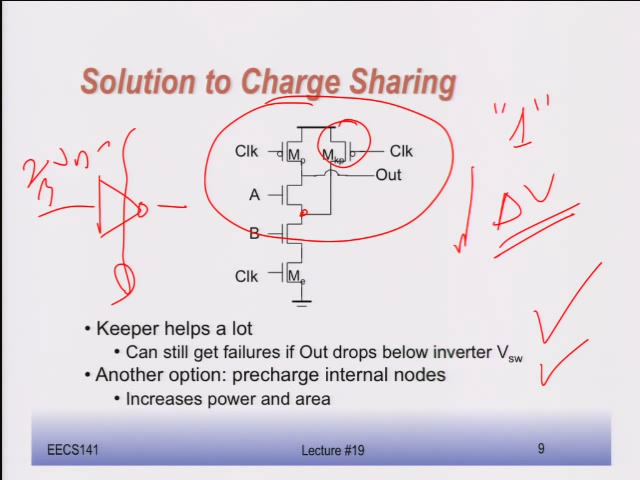 Solution to Charge Sharing
"1"
Clk
Mp
Mkp
Clk
Out
A
ΔV
B
Clk
Me
• Keeper helps a lot
• Can still get failures if Out drops below inverter Vsw
• Another option: precharge internal nodes
• Increases power and area
EECS141
Lecture #19
9